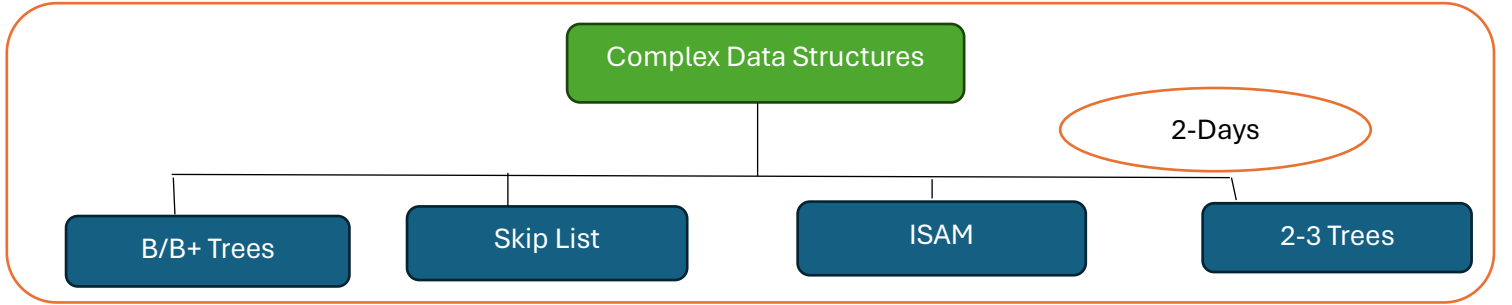 Complex Data Structures
2-Days
B/B+ Trees
Skip List
ISAM
2-3 Trees